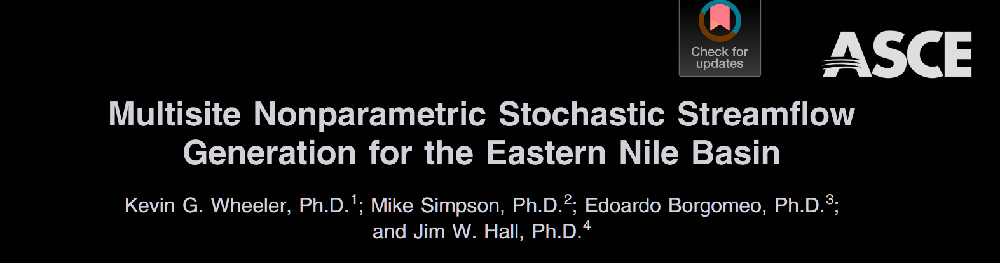 Check for
updates
ASCE
Multisite Nonparametric Stochastic Streamflow
Generation for the Eastern Nile Basin
Kevin G. Wheeler, Ph.D.¹; Mike Simpson, Ph.D.²; Edoardo Borgomeo, Ph.D.³;
and Jim W. Hall, Ph.D.⁴